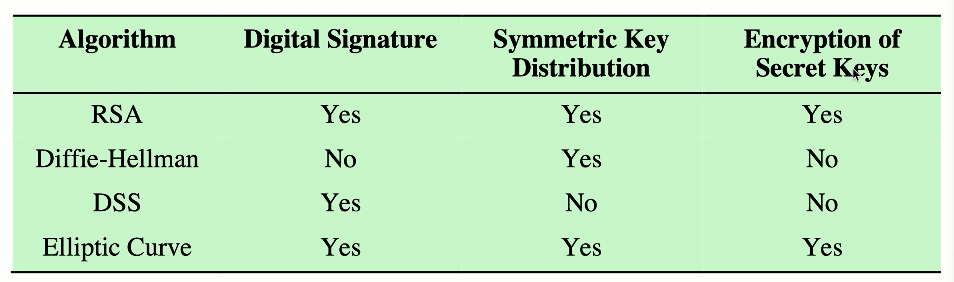 Algorithm Digital Signature Symmetric Key Distribution Encryption of Secret Keys
RSA Yes Yes Yes
Diffie-Hellman No Yes No
DSS Yes No No
Elliptic Curve Yes Yes Yes